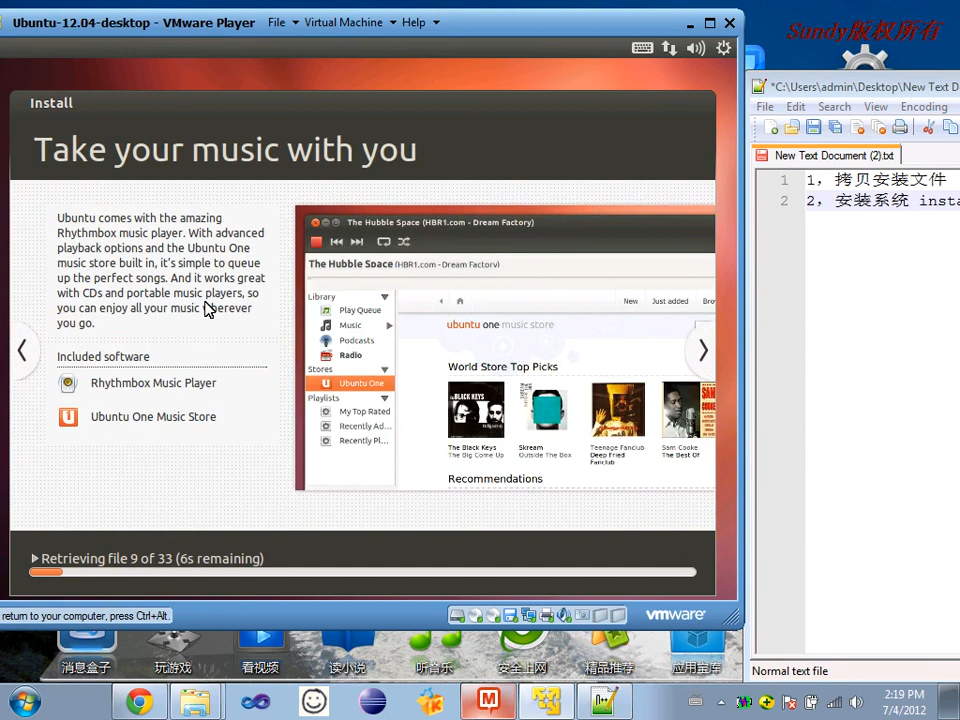 Ubuntu-12.04-desktop - VMware Player File Virtual Machine Help
Sundy版权所有
Install
Take your music with you
Ubuntu comes with the amazing
Rhythmbox music player. With advanced
playback options and the Ubuntu One
music store built in, it's simple to queue
up the perfect songs. And it works great
with CDs and portable music players, so
you can enjoy all your music wherever
you go.
Included software
Rhythmbox Music Player
Ubuntu One Music Store
The Hubble Space (HBR1.com - Dream Factory)
The Hubble Space (HBR1.com - Dream Factory)
Library
Play Queue
Music
Podcasts
Radio
Stores
Ubuntu One
Playlists
My Top Rated
Recently Ad...
Recently Pl...
New Just added Bro
ubuntu one music store
World Store Top Picks
The Black Keys
The Big Come Up
Skream
Outside The Box
Teenage Fanclub
Deep Fried
Fanclub
Sam Cooke
The Best Of
Recommendations
Retrieving file 9 of 33 (6s remaining)
return to your computer, press Ctrl+Alt.
vmware
*C:\Users\admin\Desktop\New Text D
File Edit Search View Encoding
New Text Document (2).txt
1 1, 拷贝安装文件
2 2, 安装系统 insta
Normal text file
消息盒子 玩游戏 看视频 读小说 听音乐 安全上网 精品推荐 应用宝库
2:19 PM
7/4/2012